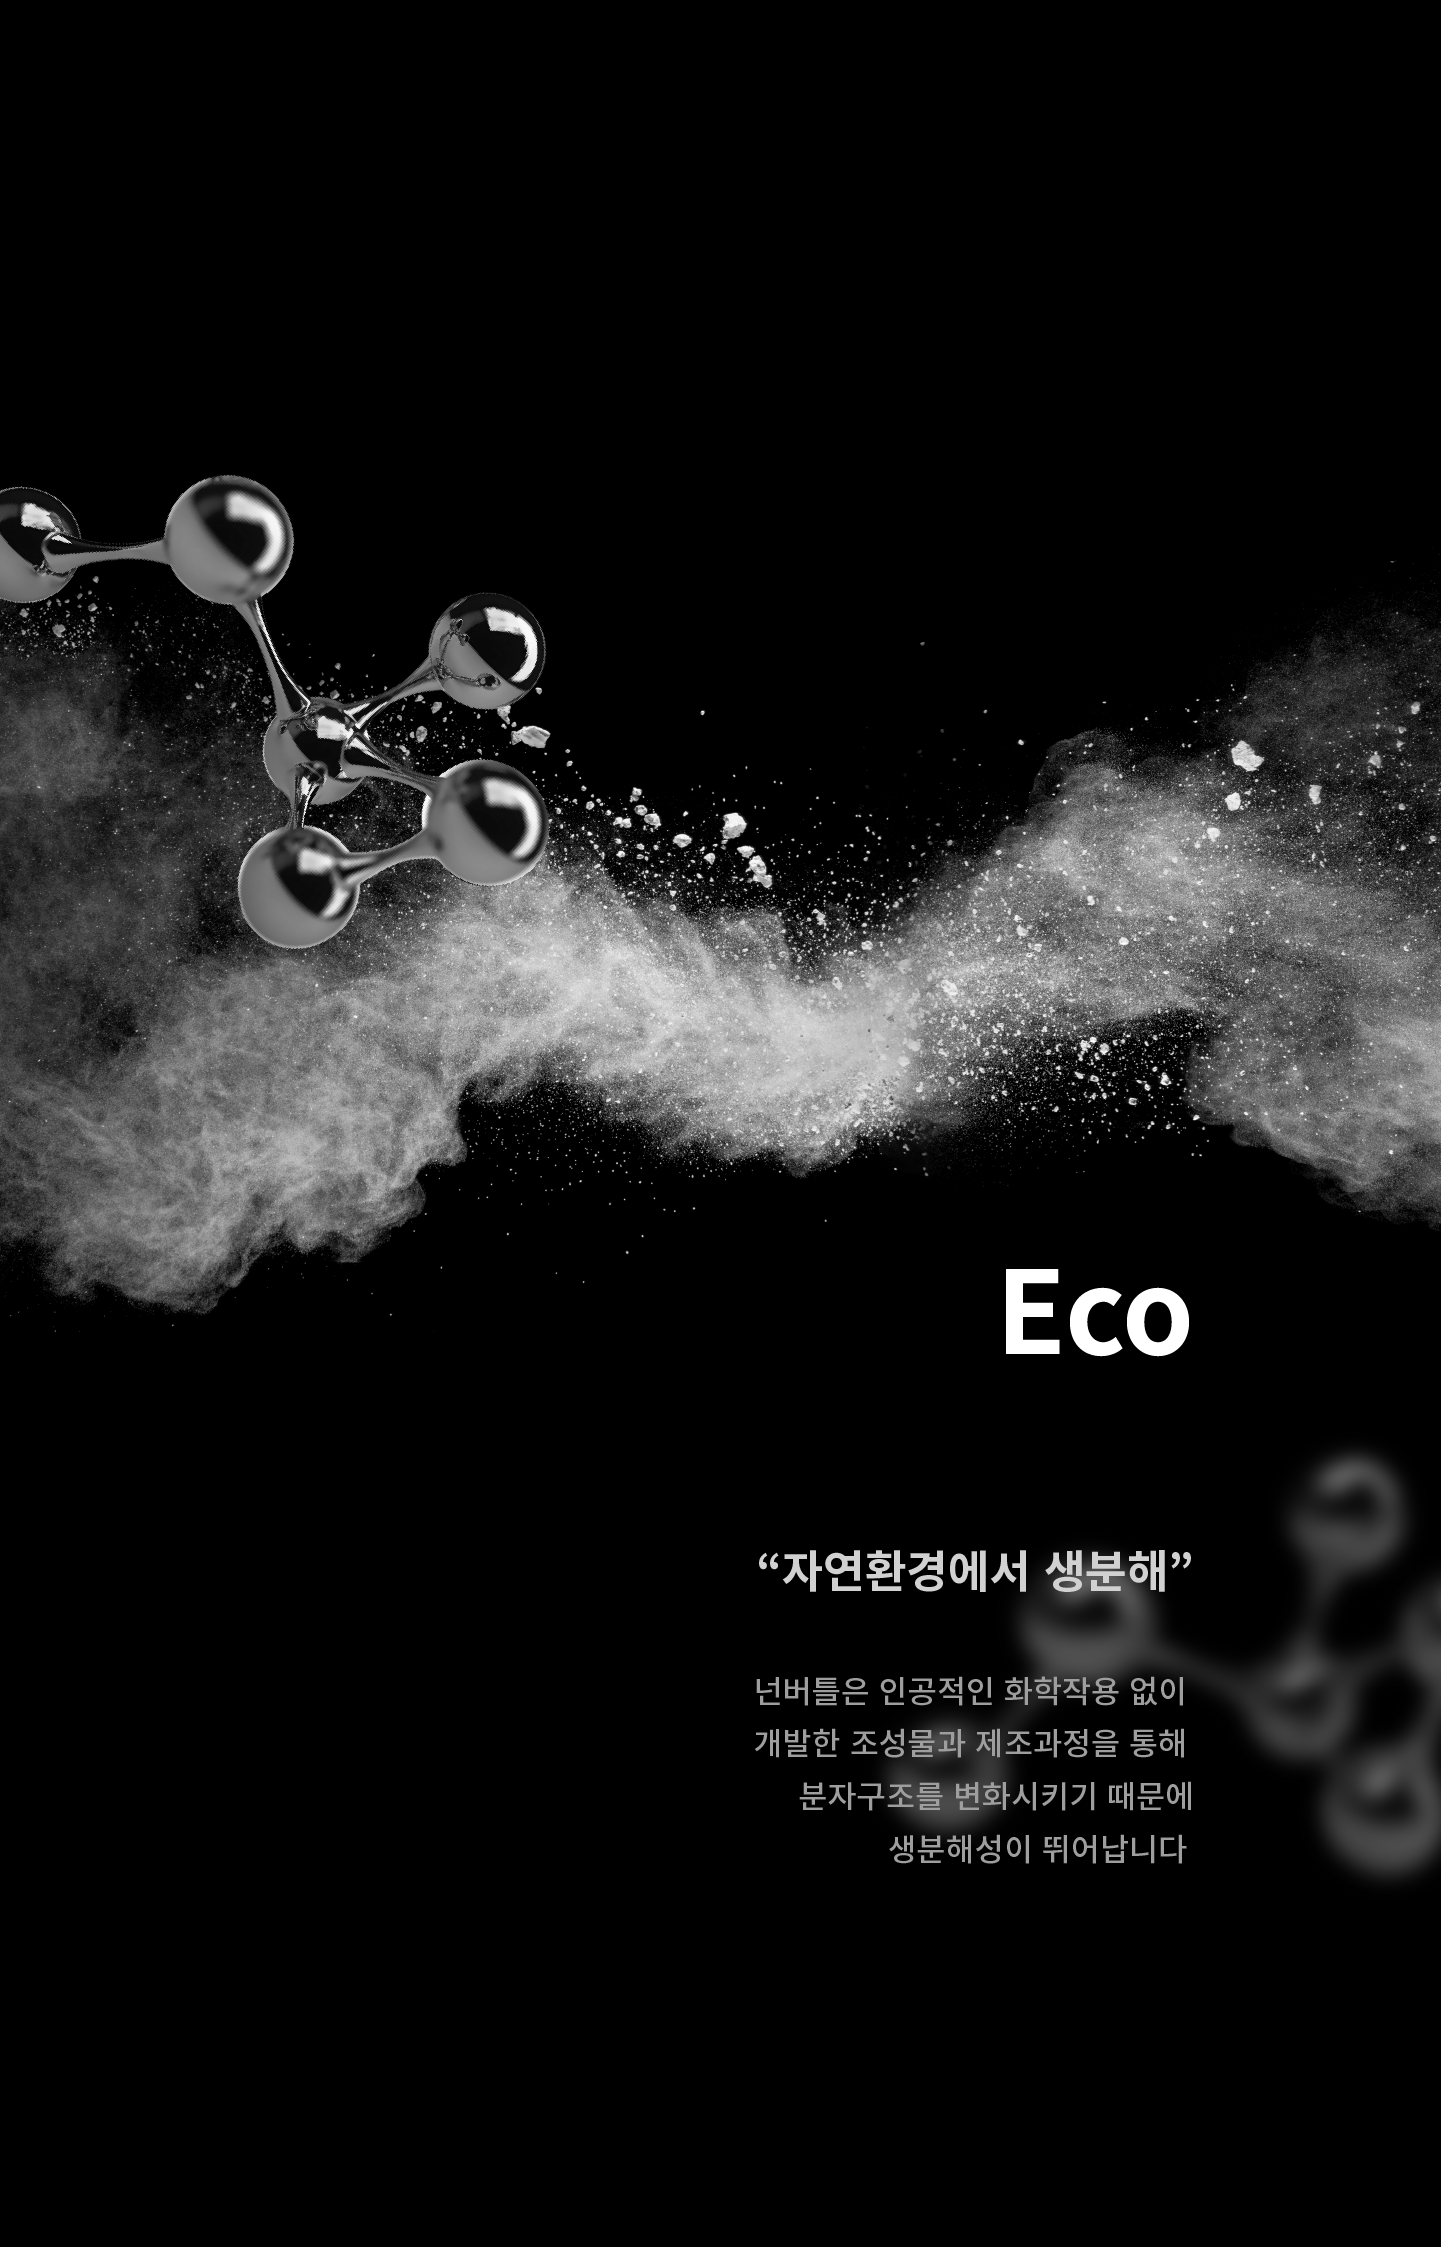 Eco
“자연환경에서 생분해”
넌버틀은 인공적인 화학작용 없이
개발한 조성물과 제조과정을 통해
분자구조를 변화시키기 때문에
생분해성이 뛰어납니다